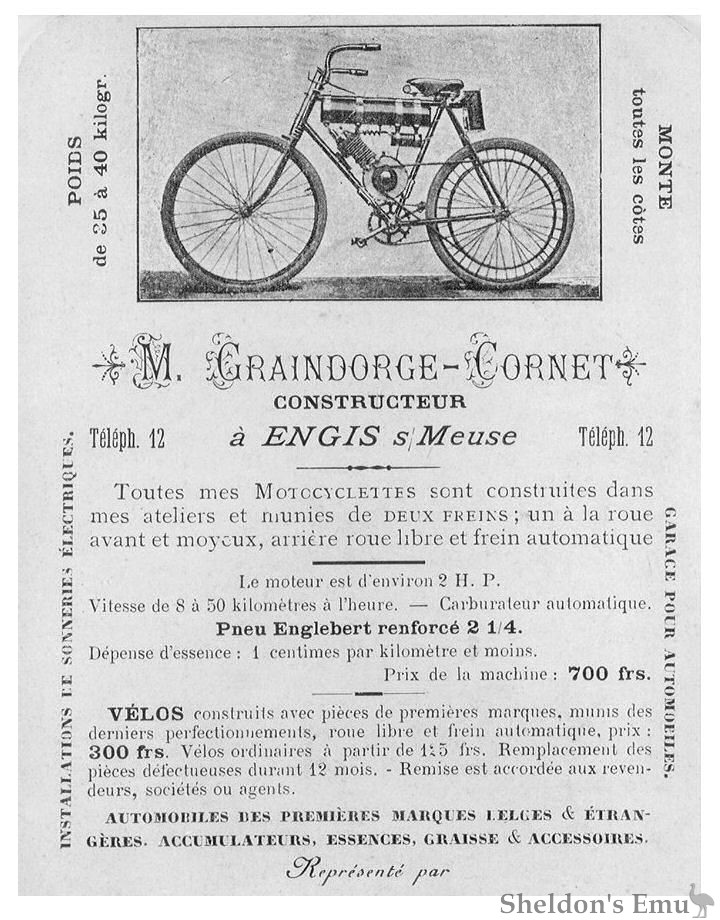 POIDS
de 25 à 40 kilogr.
MONTE
toutes les côtes
M. GRAINDORGE-CORNET
CONSTRUCTEUR
Téléph. 12 à ENGIS s/Meuse Téléph. 12
INSTALLATIONS DE SONNERIES ÉLECTRIQUES.
GARAGE POUR AUTOMOBILES.
Toutes mes MOTOCYCLETTES sont construites dans
mes ateliers et munies de DEUX FREINS ; un à la roue
avant et moyeux, arrière roue libre et frein automatique
Le moteur est d'environ 2 H. P.
Vitesse de 8 à 50 kilomètres à l'heure. — Carburateur automatique.
Pneu Englebert renforcé 2 1/4.
Dépense d'essence : 1 centimes par kilomètre et moins.
Prix de la machine : 700 frs.
VÉLOS construits avec pièces de premières marques, munis des
derniers perfectionnements, roue libre et frein automatique, prix :
300 frs. Vélos ordinaires à partir de 125 frs. Remplacement des
pièces défectueuses durant 12 mois. - Remise est accordée aux reven-
deurs, sociétés ou agents.
AUTOMOBILES DES PREMIÈRES MARQUES BELGES & ÉTRAN-
GÈRES. ACCUMULATEURS, ESSENCES, GRAISSE & ACCESSOIRES.
Représenté par
Sheldon's Emu